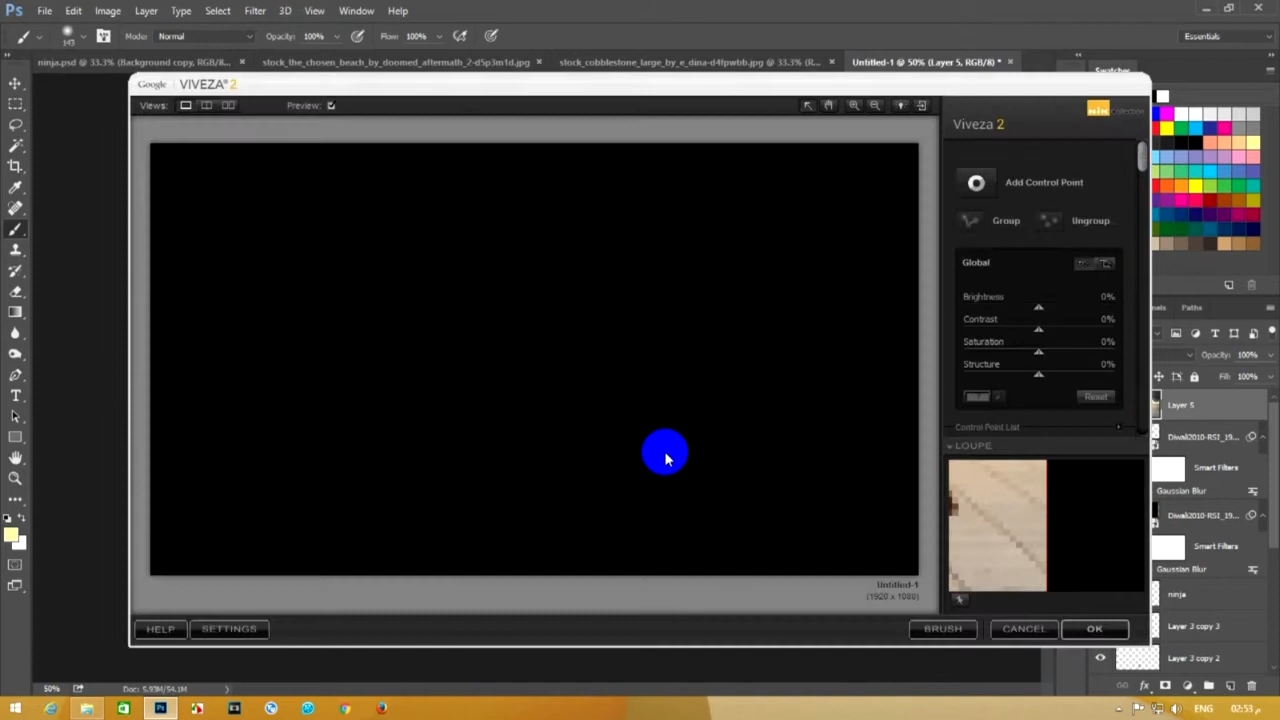 Ps File Edit Image Layer Type Select Filter 3D View Window Help
143 Mode: Normal Opacity: 100% Flow: 100% Essentials
ninja.psd @ 33.3% (Background copy, RGB/8... × stock_the_chosen_beach_by_doomed_aftermath_2-d5p3m1d.jpg × stock_cobblestone_large_by_e_dina-d4fpwbb.jpg @ 33.3% (R... × Untitled-1 @ 50% (Layer 5, RGB/8) * ×
Swatches
Google VIVEZA 2
Views: Preview:
Viveza 2
nik Collection
Add Control Point
Group Ungroup
Global
Brightness 0%
Contrast 0%
Saturation 0%
Structure 0%
Reset
Control Point List
LOUPE
Untitled-1
(1920 x 1080)
HELP SETTINGS BRUSH CANCEL OK
Paths
Opacity: 100%
Fill: 100%
Layer 5
Diwali2010-RSI_19...
Smart Filters
Gaussian Blur
Diwali2010-RSI_19...
Smart Filters
Gaussian Blur
ninja
Layer 3 copy 3
Layer 3 copy 2
fx
50% Doc: 5.93M/54.1M
ENG 02:53 م